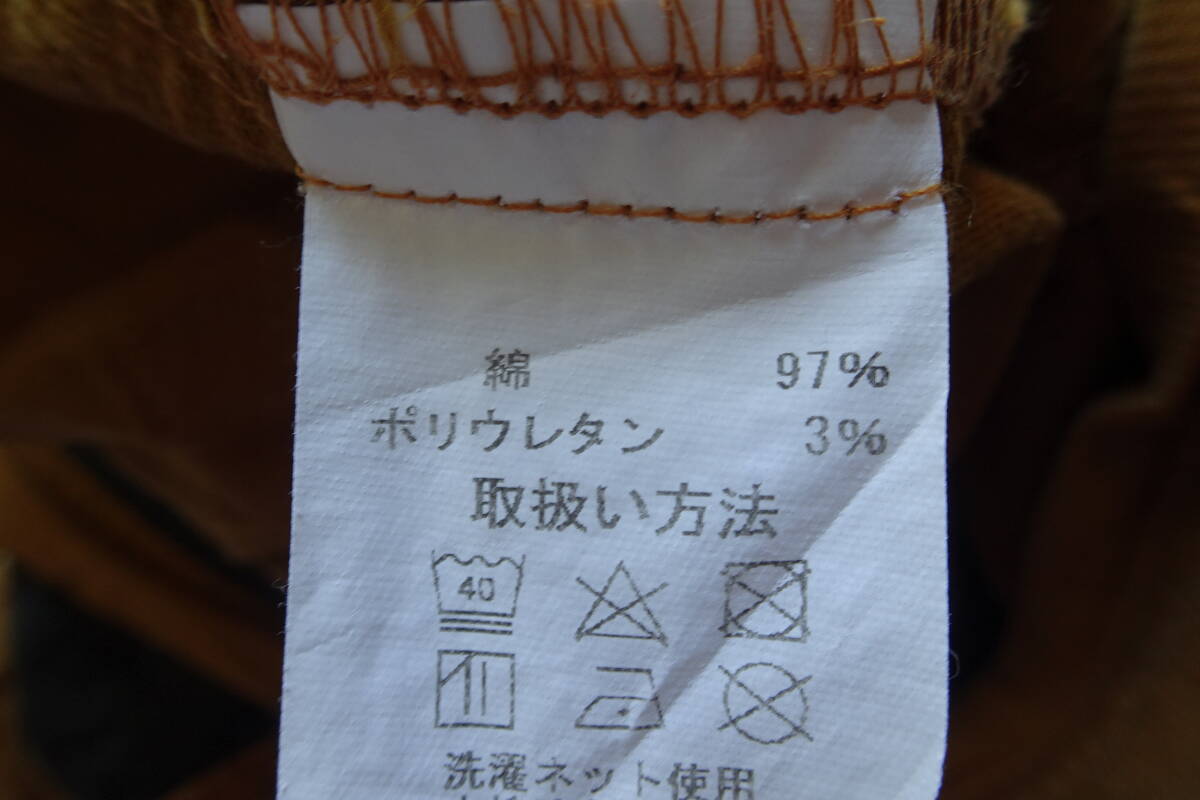 綿 97%
ポリウレタン 3%
取扱い方法
40
洗濯ネット使用